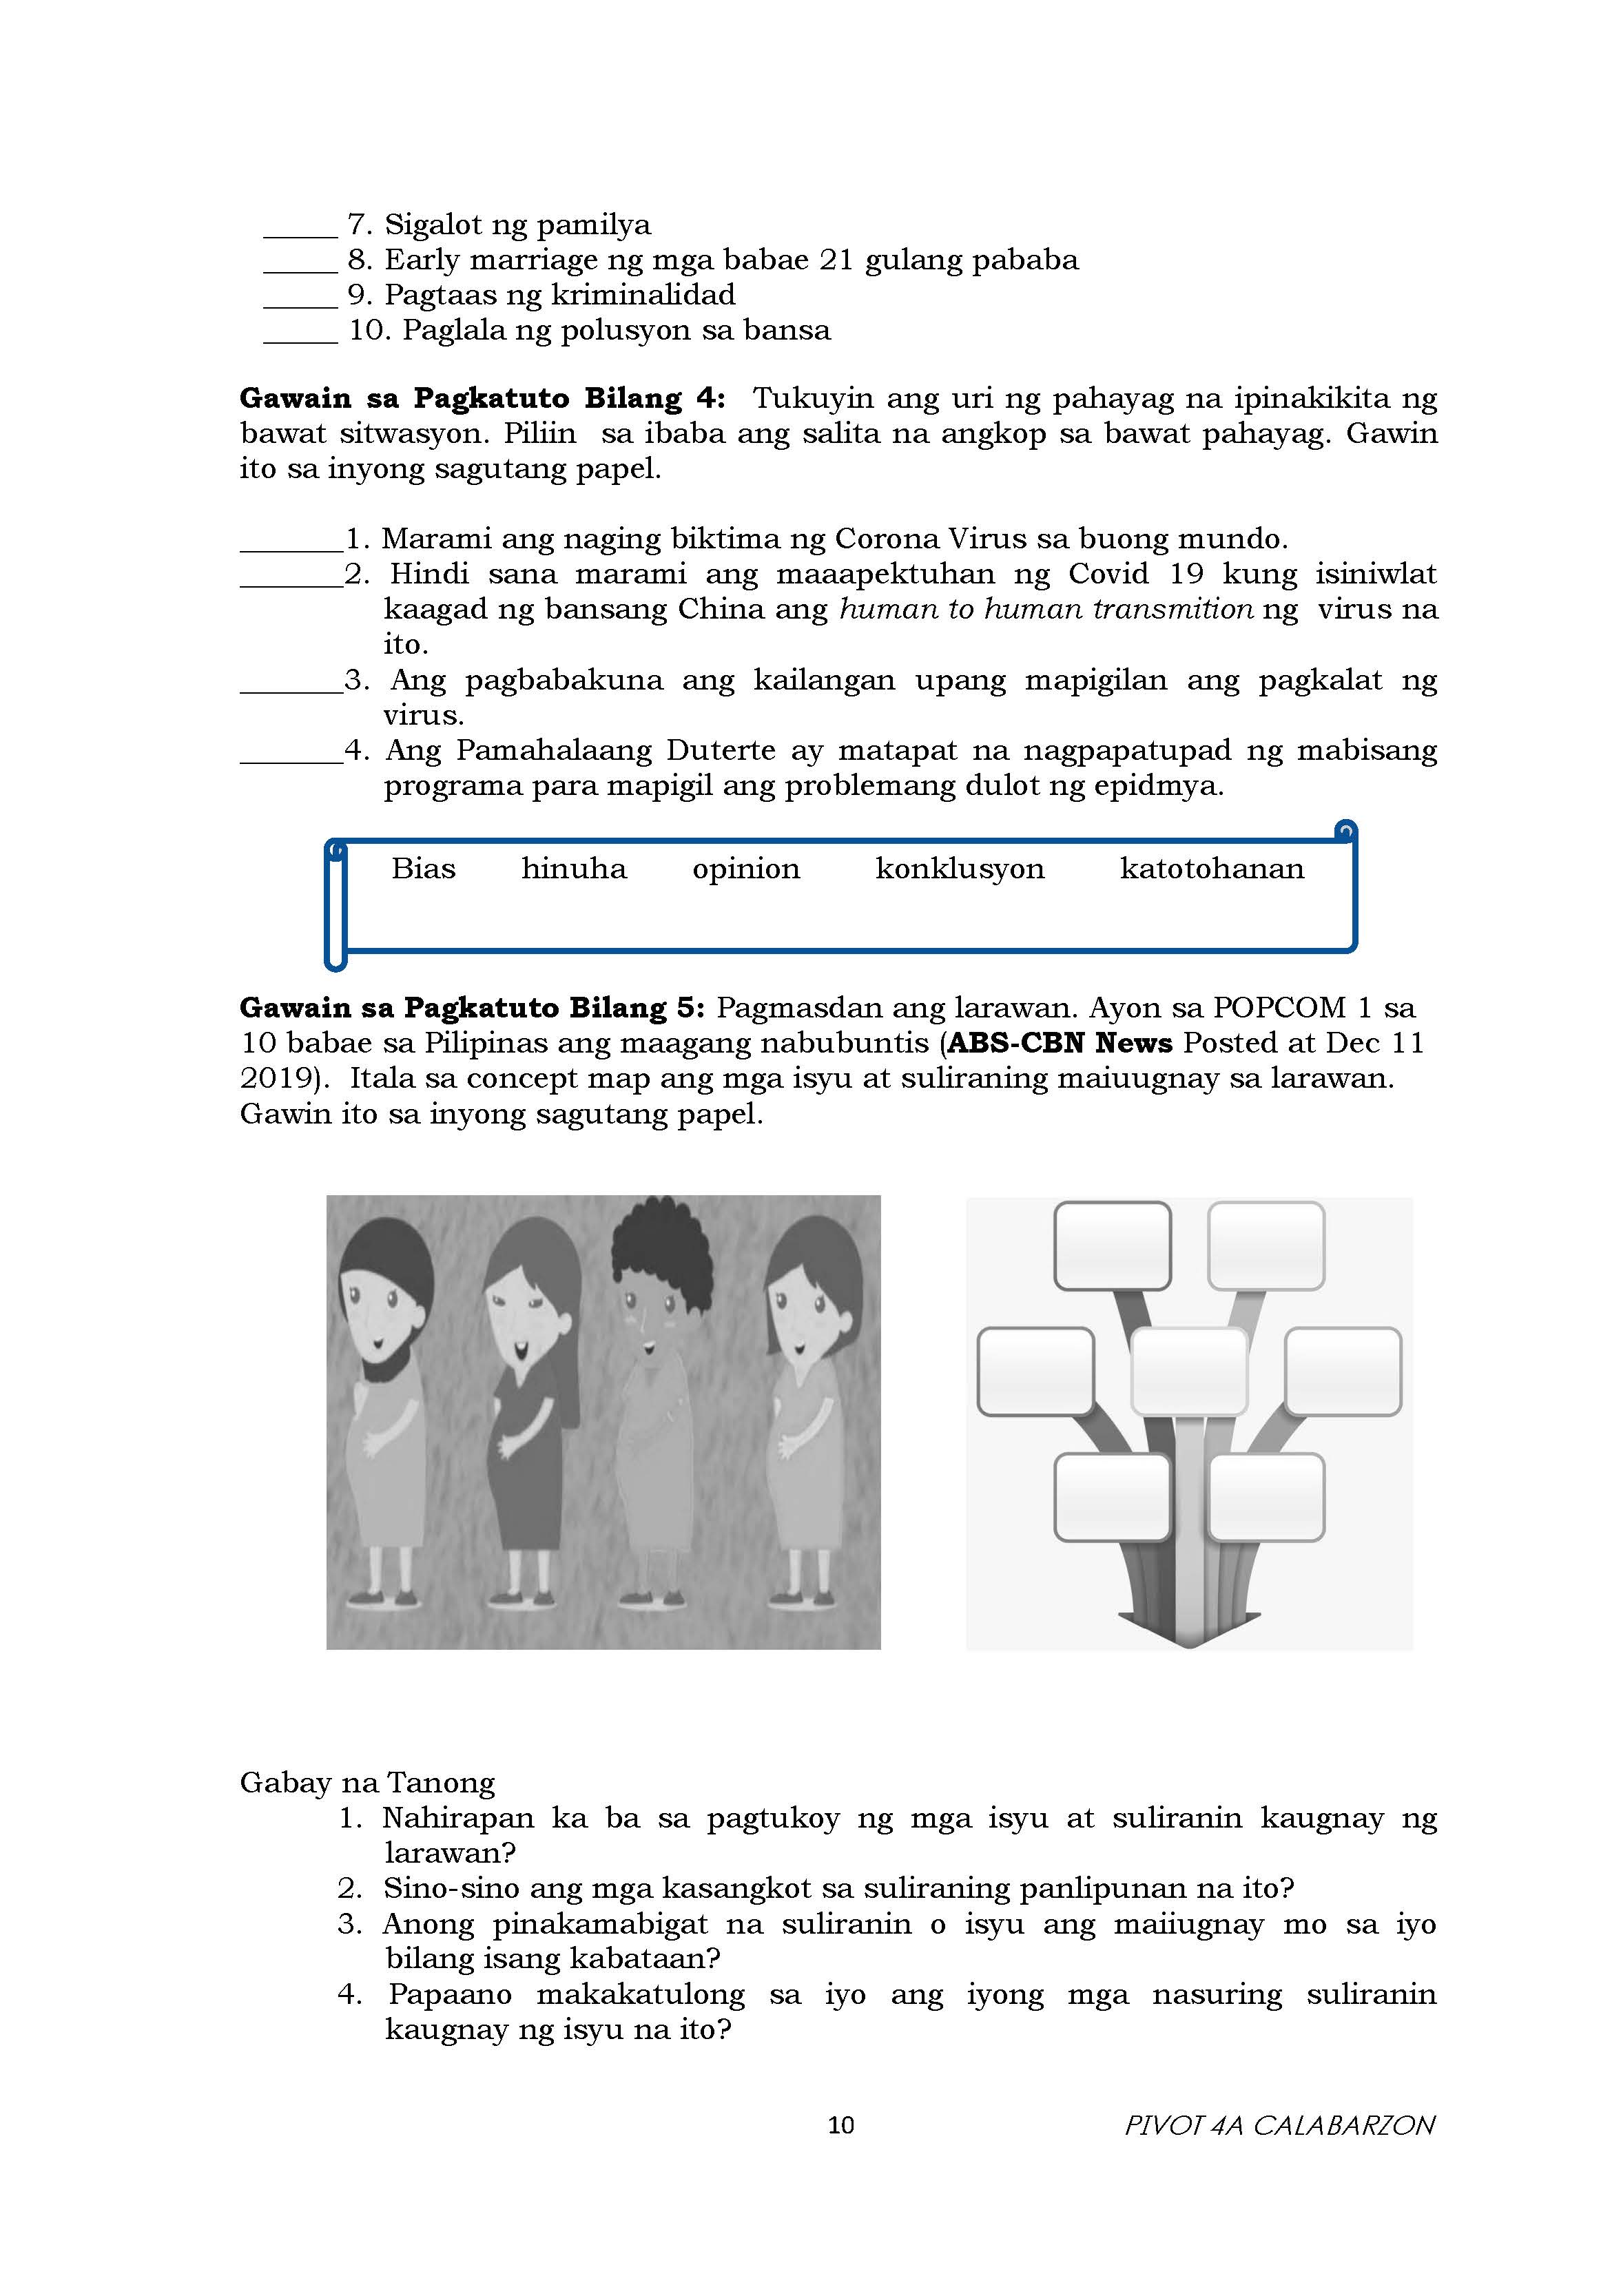 _____ 7. Sigalot ng pamilya
_____ 8. Early marriage ng mga babae 21 gulang pababa
_____ 9. Pagtaas ng kriminalidad
_____ 10. Paglala ng polusyon sa bansa
Gawain sa Pagkatuto Bilang 4: Tukuyin ang uri ng pahayag na ipinakikita ng
bawat sitwasyon. Piliin sa ibaba ang salita na angkop sa bawat pahayag. Gawin
ito sa inyong sagutang papel.
_______1. Marami ang naging biktima ng Corona Virus sa buong mundo.
_______2. Hindi sana marami ang maaapektuhan ng Covid 19 kung isiniwlat
kaagad ng bansang China ang human to human transmition ng virus na
ito.
_______3. Ang pagbabakuna ang kailangan upang mapigilan ang pagkalat ng
virus.
_______4. Ang Pamahalaang Duterte ay matapat na nagpapatupad ng mabisang
programa para mapigil ang problemang dulot ng epidmya.
Bias hinuha opinion konklusyon katotohanan
Gawain sa Pagkatuto Bilang 5: Pagmasdan ang larawan. Ayon sa POPCOM 1 sa
10 babae sa Pilipinas ang maagang nabubuntis (ABS-CBN News Posted at Dec 11
2019). Itala sa concept map ang mga isyu at suliraning maiuugnay sa larawan.
Gawin ito sa inyong sagutang papel.
Gabay na Tanong
1. Nahirapan ka ba sa pagtukoy ng mga isyu at suliranin kaugnay ng
larawan?
2. Sino-sino ang mga kasangkot sa suliraning panlipunan na ito?
3. Anong pinakamabigat na suliranin o isyu ang maiiugnay mo sa iyo
bilang isang kabataan?
4. Papaano makakatulong sa iyo ang iyong mga nasuring suliranin
kaugnay ng isyu na ito?
10 PIVOT 4A CALABARZON